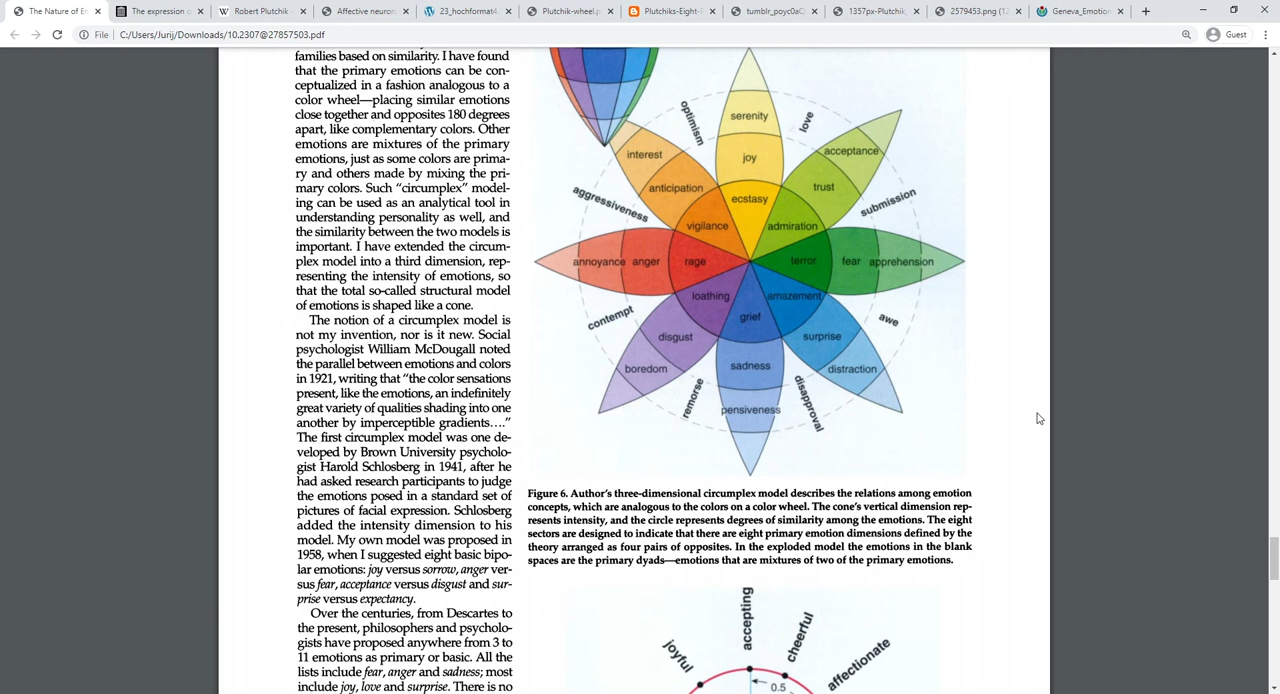 The Nature of E
The expression o
Robert Plutchik -
Affective neuron
23_hochformat4.
Plutchik-wheel.p
Plutchiks-Eight-F
tumblr_poyc0aC
1357px-Plutchik_
2579453.png (12
Geneva_Emotion
File
C:/Users/Jurij/Downloads/10.2307@27857503.pdf
Guest
families based on similarity. I have found
that the primary emotions can be con-
ceptualized in a fashion analogous to a
color wheel—placing similar emotions
close together and opposites 180 degrees
apart, like complementary colors. Other
emotions are mixtures of the primary
emotions, just as some colors are prima-
ry and others made by mixing the pri-
mary colors. Such “circumplex” model-
ing can be used as an analytical tool in
understanding personality as well, and
the similarity between the two models is
important. I have extended the circum-
plex model into a third dimension, rep-
resenting the intensity of emotions, so
that the total so-called structural model
of emotions is shaped like a cone.
The notion of a circumplex model is
not my invention, nor is it new. Social
psychologist William McDougall noted
the parallel between emotions and colors
in 1921, writing that “the color sensations
present, like the emotions, an indefinitely
great variety of qualities shading into one
another by imperceptible gradients....”
The first circumplex model was one de-
veloped by Brown University psycholo-
gist Harold Schlosberg in 1941, after he
had asked research participants to judge
the emotions posed in a standard set of
pictures of facial expression. Schlosberg
added the intensity dimension to his
model. My own model was proposed in
1958, when I suggested eight basic bipo-
lar emotions: joy versus sorrow, anger ver-
sus fear, acceptance versus disgust and sur-
prise versus expectancy.
Over the centuries, from Descartes to
the present, philosophers and psycholo-
gists have proposed anywhere from 3 to
11 emotions as primary or basic. All the
lists include fear, anger and sadness; most
include joy, love and surprise. There is no
optimism
serenity
love
interest
joy
acceptance
anticipation
trust
aggressiveness
ecstasy
submission
vigilance
admiration
annoyance
anger
rage
terror
fear
apprehension
loathing
amazement
contempt
grief
awe
disgust
surprise
boredom
sadness
distraction
remorse
pensiveness
disapproval
Figure 6. Author’s three-dimensional circumplex model describes the relations among emotion
concepts, which are analogous to the colors on a color wheel. The cone’s vertical dimension rep-
resents intensity, and the circle represents degrees of similarity among the emotions. The eight
sectors are designed to indicate that there are eight primary emotion dimensions defined by the
theory arranged as four pairs of opposites. In the exploded model the emotions in the blank
spaces are the primary dyads—emotions that are mixtures of two of the primary emotions.
joyful
accepting
cheerful
affectionate
0.5